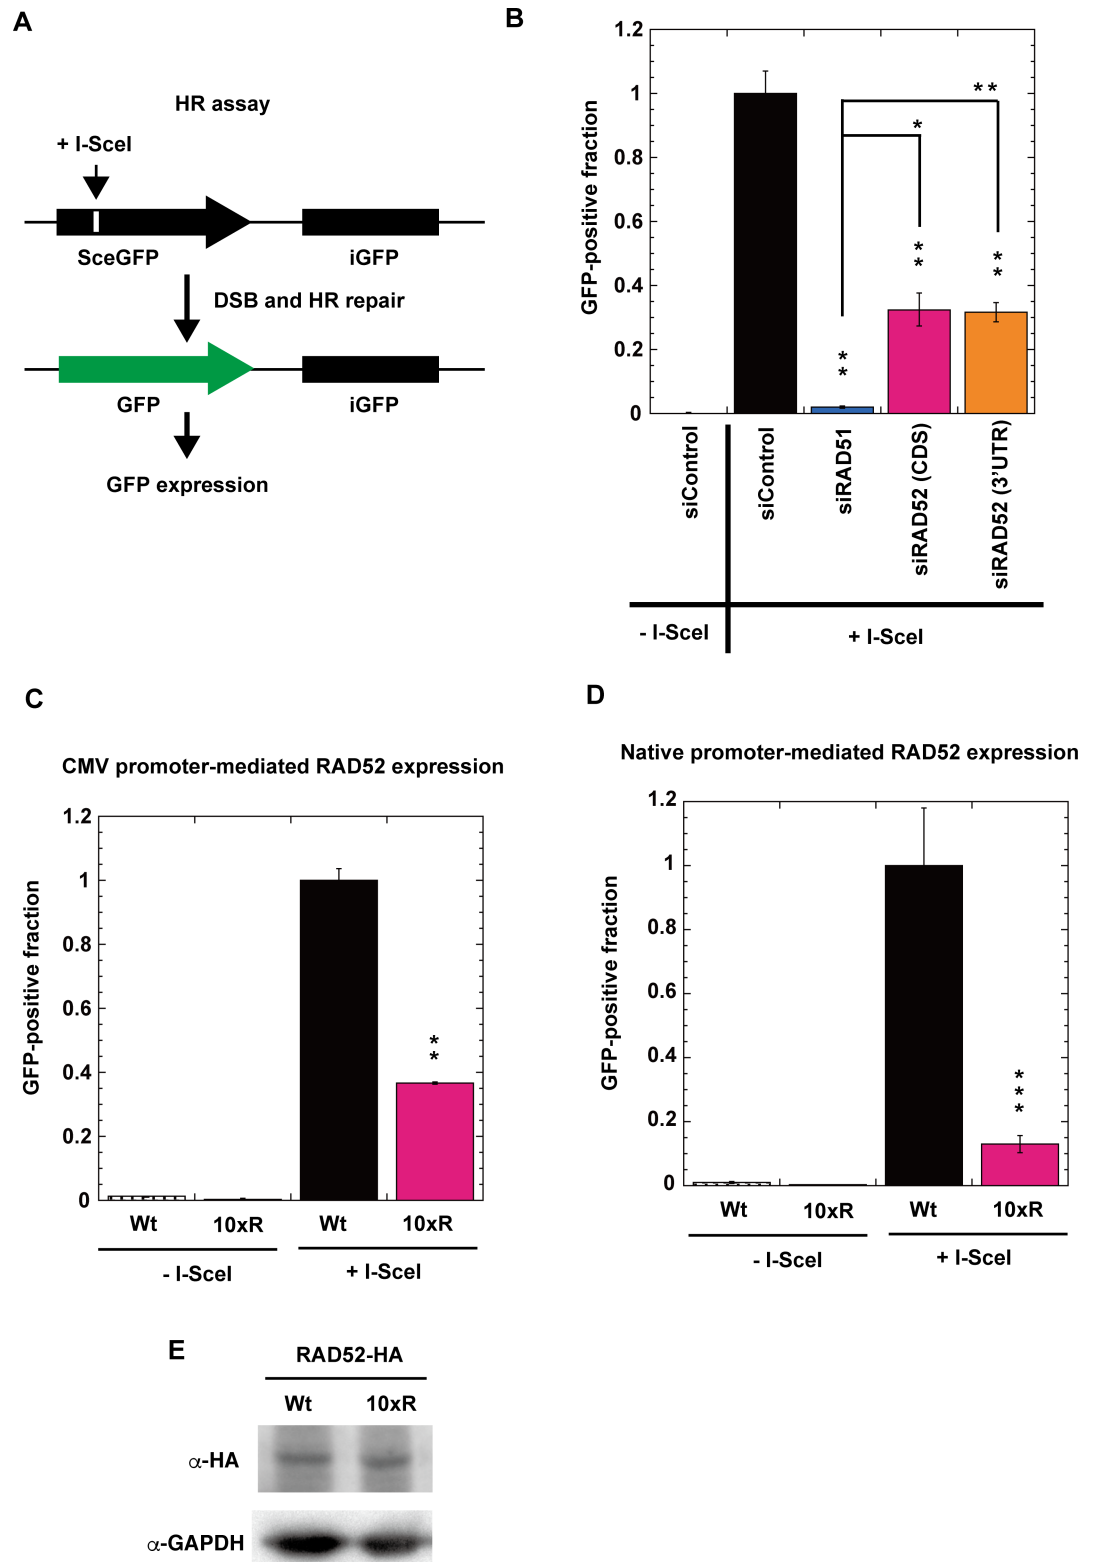 A
HR assay
+ I-SceI
SceGFP iGFP
DSB and HR repair
GFP iGFP
GFP expression
B
GFP-positive fraction
1.2
1
0.8
0.6
0.4
0.2
0
* *
*
* *
* *
* *
siControl
siControl
siRAD51
siRAD52 (CDS)
siRAD52 (3'UTR)
- I-SceI + I-SceI
C
CMV promoter-mediated RAD52 expression
GFP-positive fraction
1.2
1
0.8
0.6
0.4
0.2
0
* *
Wt 10xR Wt 10xR
- I-SceI + I-SceI
D
Native promoter-mediated RAD52 expression
GFP-positive fraction
1.2
1
0.8
0.6
0.4
0.2
0
* * *
Wt 10xR Wt 10xR
- I-SceI + I-SceI
E
RAD52-HA
Wt 10xR
α-HA
α-GAPDH